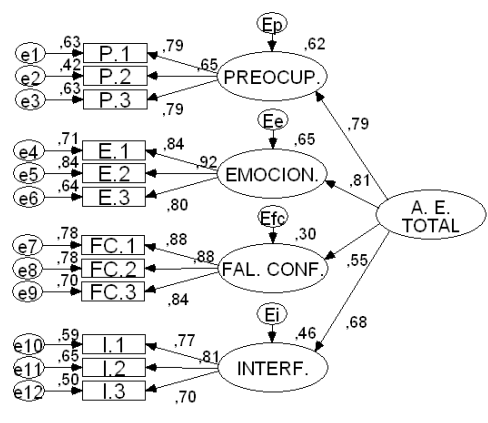 Ep
e1 ,63 P.1 ,79 ,62
e2 ,42 P.2 ,65 PREOCUP.
e3 ,63 P.3 ,79
,79
Ee
e4 ,71 E.1 ,84 ,65
e5 ,84 E.2 ,92 EMOCION.
e6 ,64 E.3 ,80
,81
A. E.
TOTAL
Efc
e7 ,78 FC.1 ,88 ,30
e8 ,78 FC.2 ,88 FAL. CONF.
e9 ,70 FC.3 ,84
,55
Ei
e10 ,59 I.1 ,77 ,46 ,68
e11 ,65 I.2 ,81 INTERF.
e12 ,50 I.3 ,70